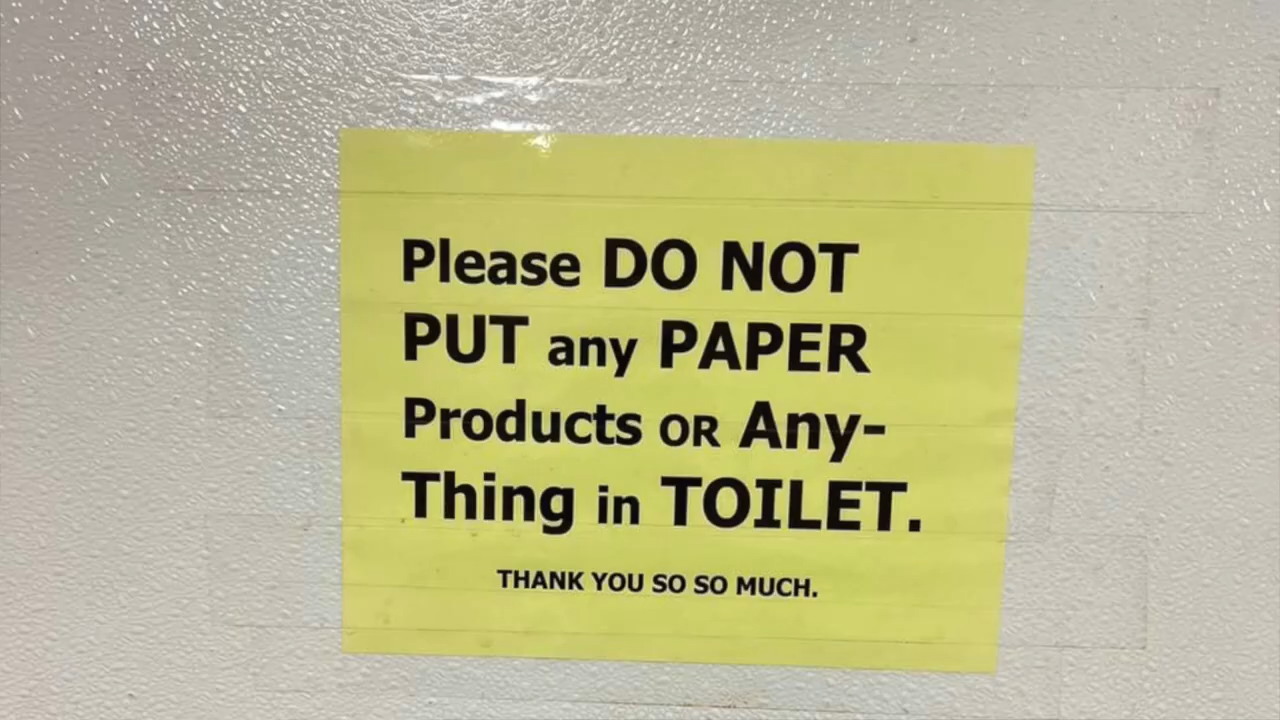 Please DO NOT
PUT any PAPER
Products OR Any-
Thing in TOILET.
THANK YOU SO SO MUCH.